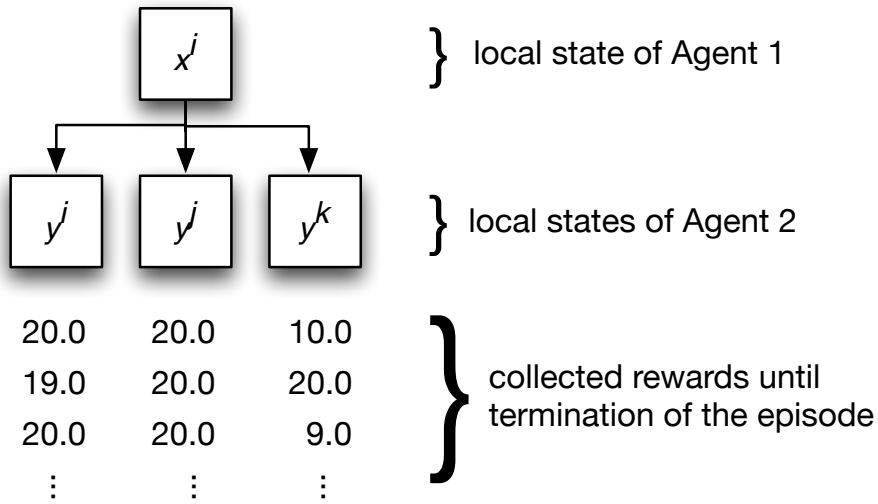 x^i } local state of Agent 1
y^i y^j y^k } local states of Agent 2
20.0 20.0 10.0
19.0 20.0 20.0
20.0 20.0 9.0
⋮ ⋮ ⋮
} collected rewards until
termination of the episode